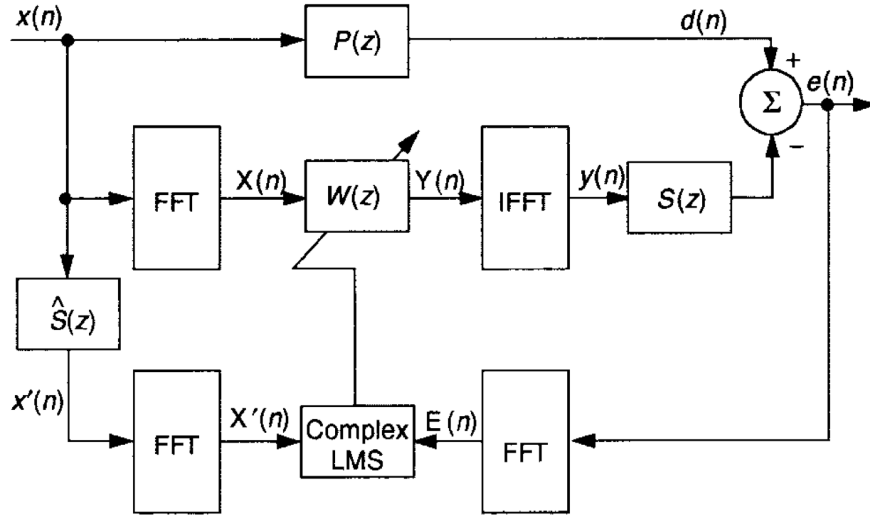 x(n)
P(z)
d(n)
+
Σ
e(n)
−
FFT
X(n)
W(z)
Y(n)
IFFT
y(n)
S(z)
Ŝ(z)
x′(n)
FFT
X′(n)
Complex
LMS
E(n)
FFT